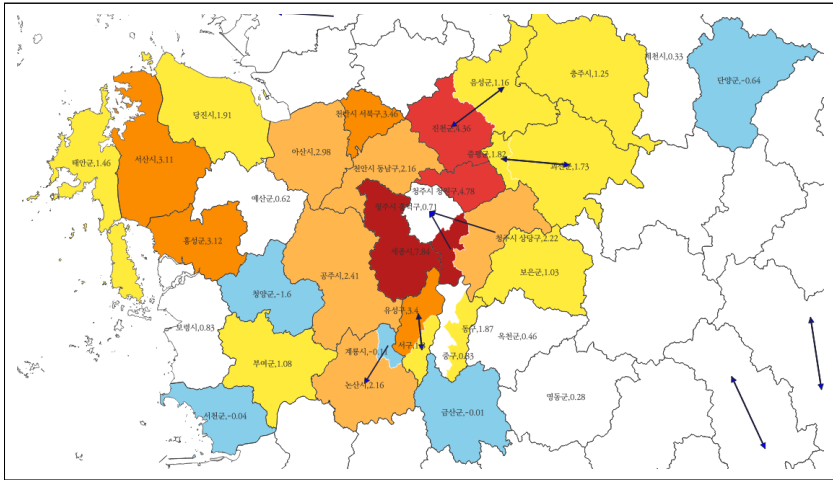 제천시,0.33
단양군,-0.64
충주시,1.25
음성군,1.16
당진시,1.91
천안시 서북구,3.46
진천군,4.36
태안군,1.46
서산시,3.11
아산시,2.98
증평군,1.82
괴산군,1.73
천안시 동남구,2.16
청주시 청원구,4.78
예산군,0.62
청주시 흥덕구,0.71
홍성군,3.12
청주시 상당구,2.22
세종시,7.84
공주시,2.41
보은군,1.03
청양군,-1.6
유성구,3.4
보령시,0.83
동구,1.87
옥천군,0.46
서구,
계룡시,-0.11
중구,0.83
부여군,1.08
논산시,2.16
영동군,0.28
서천군,-0.04
금산군,-0.01